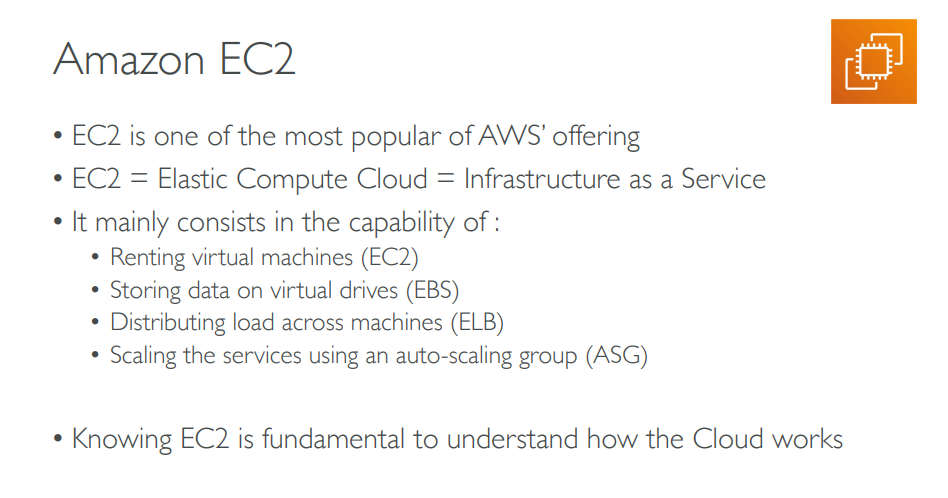 Amazon EC2
• EC2 is one of the most popular of AWS’ offering
• EC2 = Elastic Compute Cloud = Infrastructure as a Service
• It mainly consists in the capability of :
• Renting virtual machines (EC2)
• Storing data on virtual drives (EBS)
• Distributing load across machines (ELB)
• Scaling the services using an auto-scaling group (ASG)
• Knowing EC2 is fundamental to understand how the Cloud works